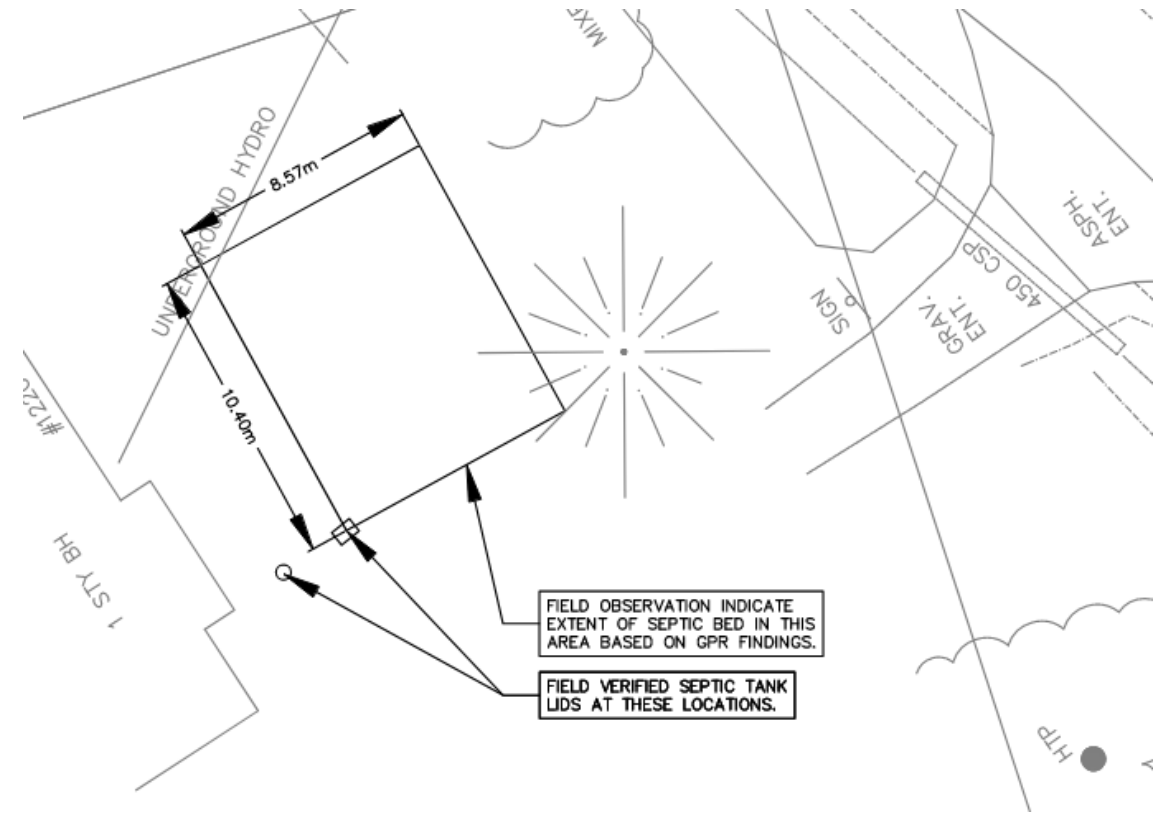 MIXE
UNDERGROUND HYDRO
8.57m
ASPH.
ENT.
450 CSP
SIGN
GRAV.
ENT.
10.40m
#1220
1 STY BH
FIELD OBSERVATION INDICATE
EXTENT OF SEPTIC BED IN THIS
AREA BASED ON GPR FINDINGS.
FIELD VERIFIED SEPTIC TANK
LIDS AT THESE LOCATIONS.
HTP